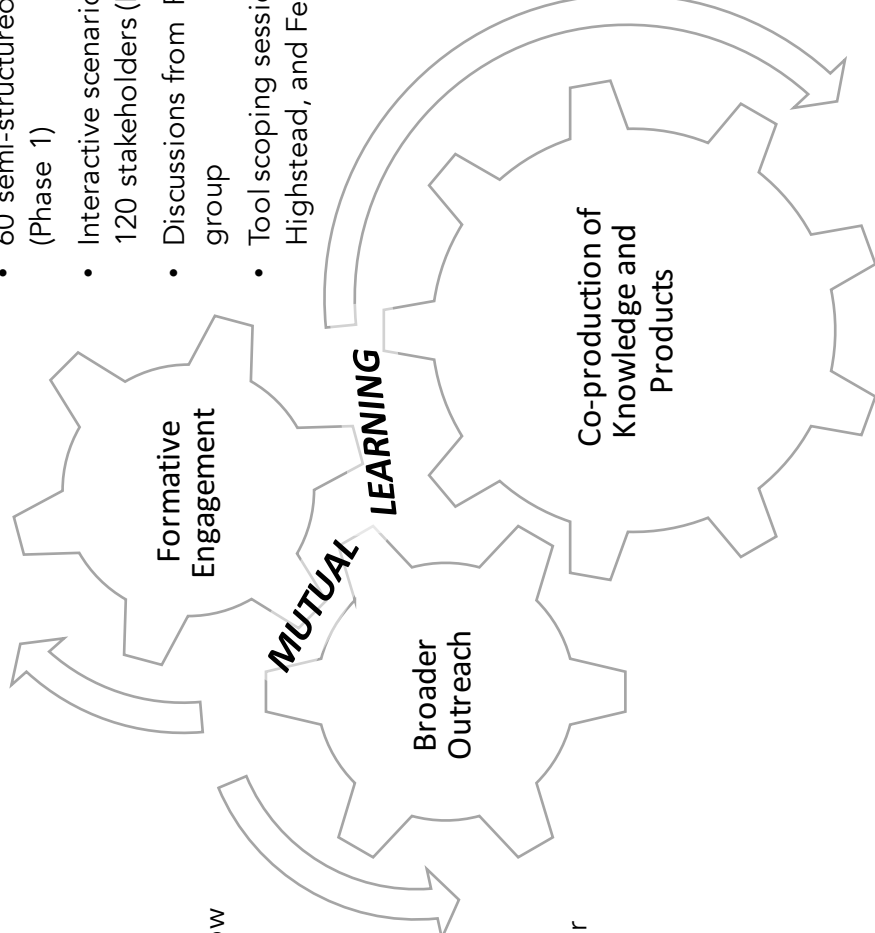 • 60 semi-structured
(Phase 1)
• Interactive scenario
120 stakeholders (
• Discussions from
group
• Tool scoping sessi
Highstead, and Fe
Formative
Engagement
MUTUAL LEARNING
Broader
Outreach
Co-production of
Knowledge and
Products
ow
r